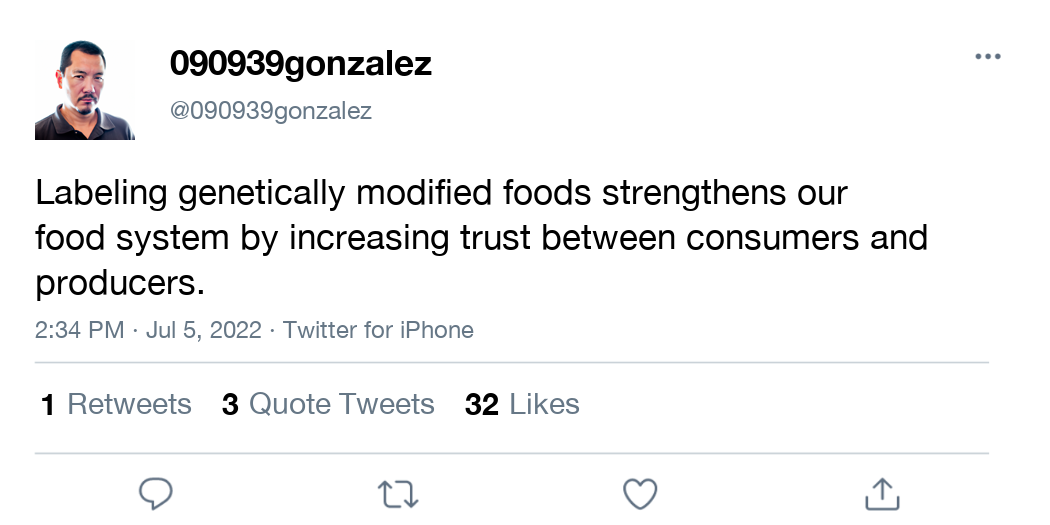 090939gonzalez
@090939gonzalez
Labeling genetically modified foods strengthens our
food system by increasing trust between consumers and
producers.
2:34 PM · Jul 5, 2022 · Twitter for iPhone
1 Retweets 3 Quote Tweets 32 Likes